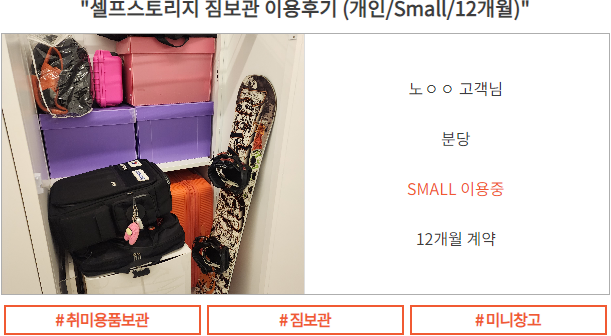 "셀프스토리지 짐보관 이용후기 (개인/Small/12개월)"
노ㅇㅇ 고객님
분당
SMALL 이용중
12개월 계약
#취미용품보관
#짐보관
#미니창고